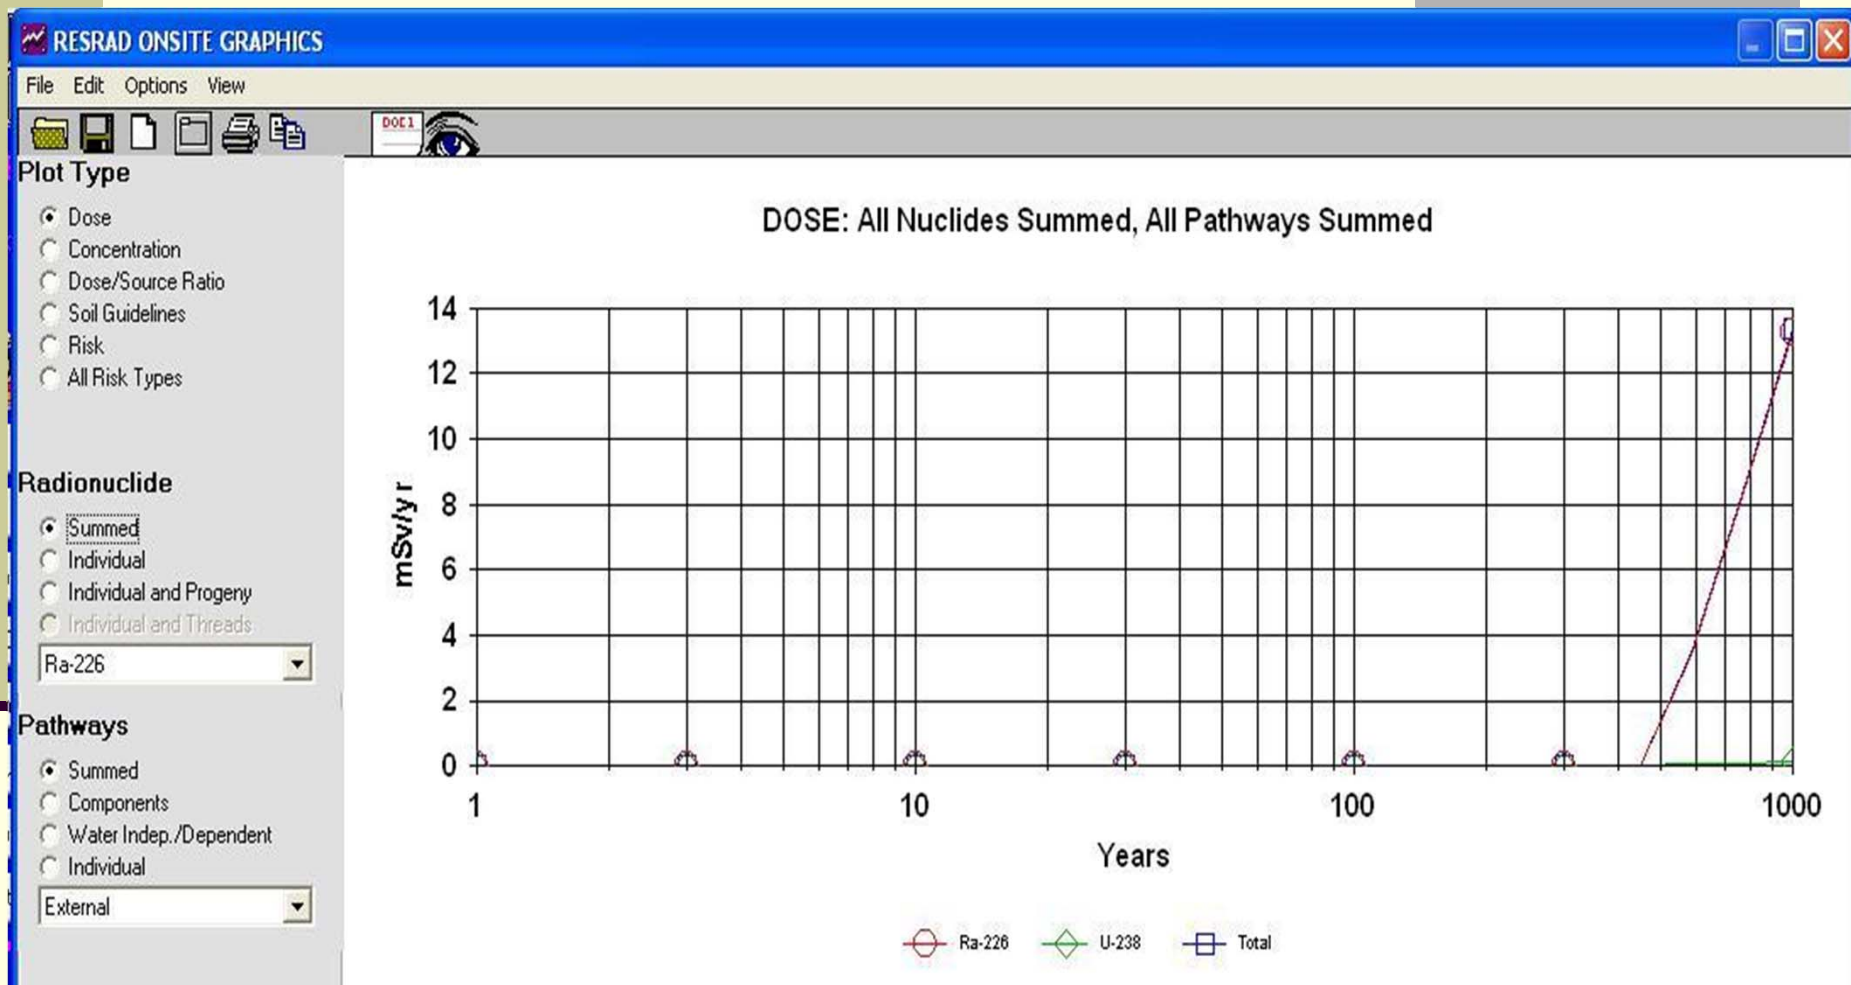 RESRAD ONSITE GRAPHICS
File Edit Options View
DOC1
Plot Type
Dose
Concentration
Dose/Source Ratio
Soil Guidelines
Risk
All Risk Types
Radionuclide
Summed
Individual
Individual and Progeny
Individual and Threads
Ra-226
Pathways
Summed
Components
Water Indep./Dependent
Individual
External
DOSE: All Nuclides Summed, All Pathways Summed
14
12
10
8
6
4
2
0
mSv/yr
1 10 100 1000
Years
Ra-226 U-238 Total